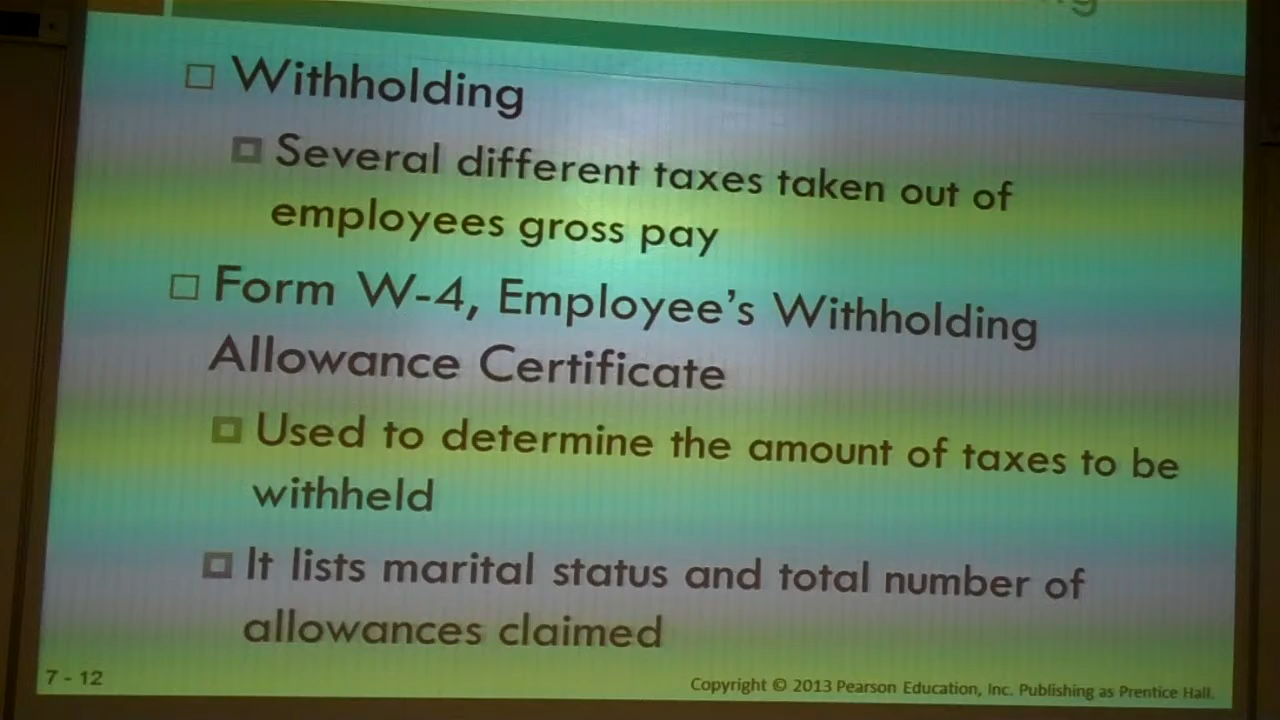 Withholding
Several different taxes taken out of
employees gross pay
Form W-4, Employee's Withholding
Allowance Certificate
Used to determine the amount of taxes to be
withheld
It lists marital status and total number of
allowances claimed
7 - 12
Copyright © 2013 Pearson Education, Inc. Publishing as Prentice Hall.